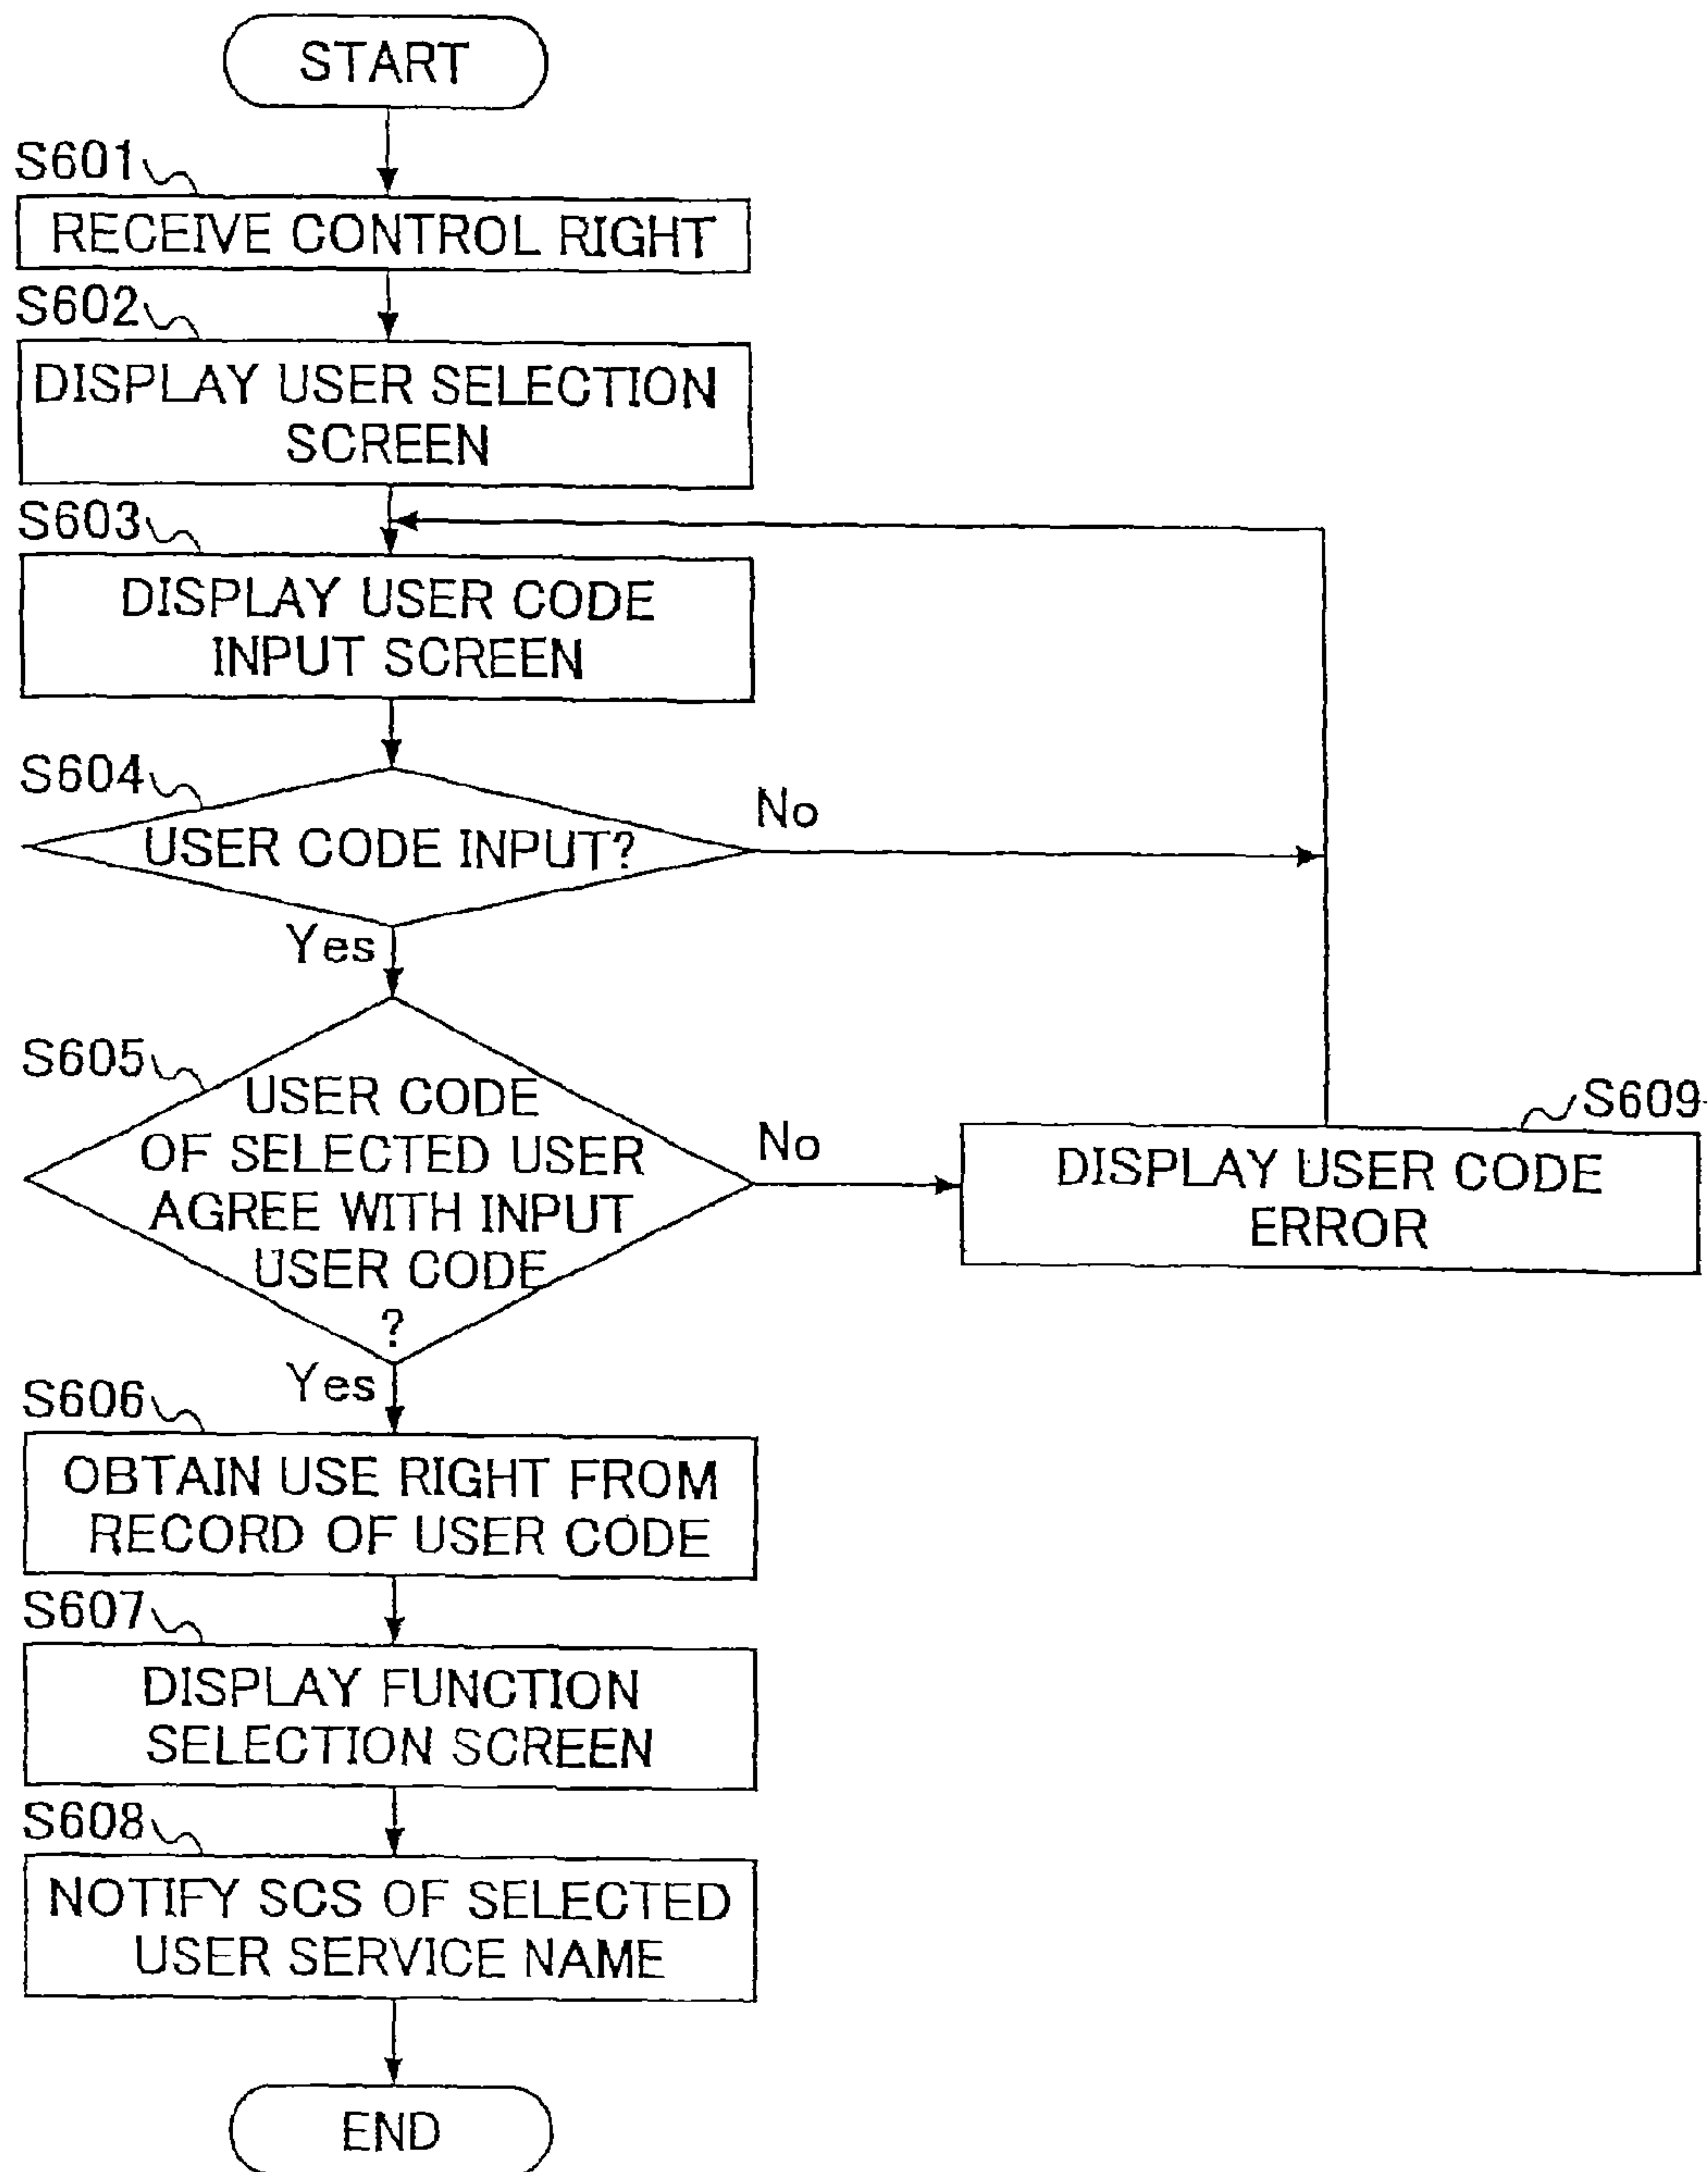 START
S601
RECEIVE CONTROL RIGHT
S602
DISPLAY USER SELECTION
SCREEN
S603
DISPLAY USER CODE
INPUT SCREEN
S604
USER CODE INPUT?
No
Yes
S605
USER CODE
OF SELECTED USER
AGREE WITH INPUT
USER CODE
?
No
S609
DISPLAY USER CODE
ERROR
Yes
S606
OBTAIN USE RIGHT FROM
RECORD OF USER CODE
S607
DISPLAY FUNCTION
SELECTION SCREEN
S608
NOTIFY SCS OF SELECTED
USER SERVICE NAME
END